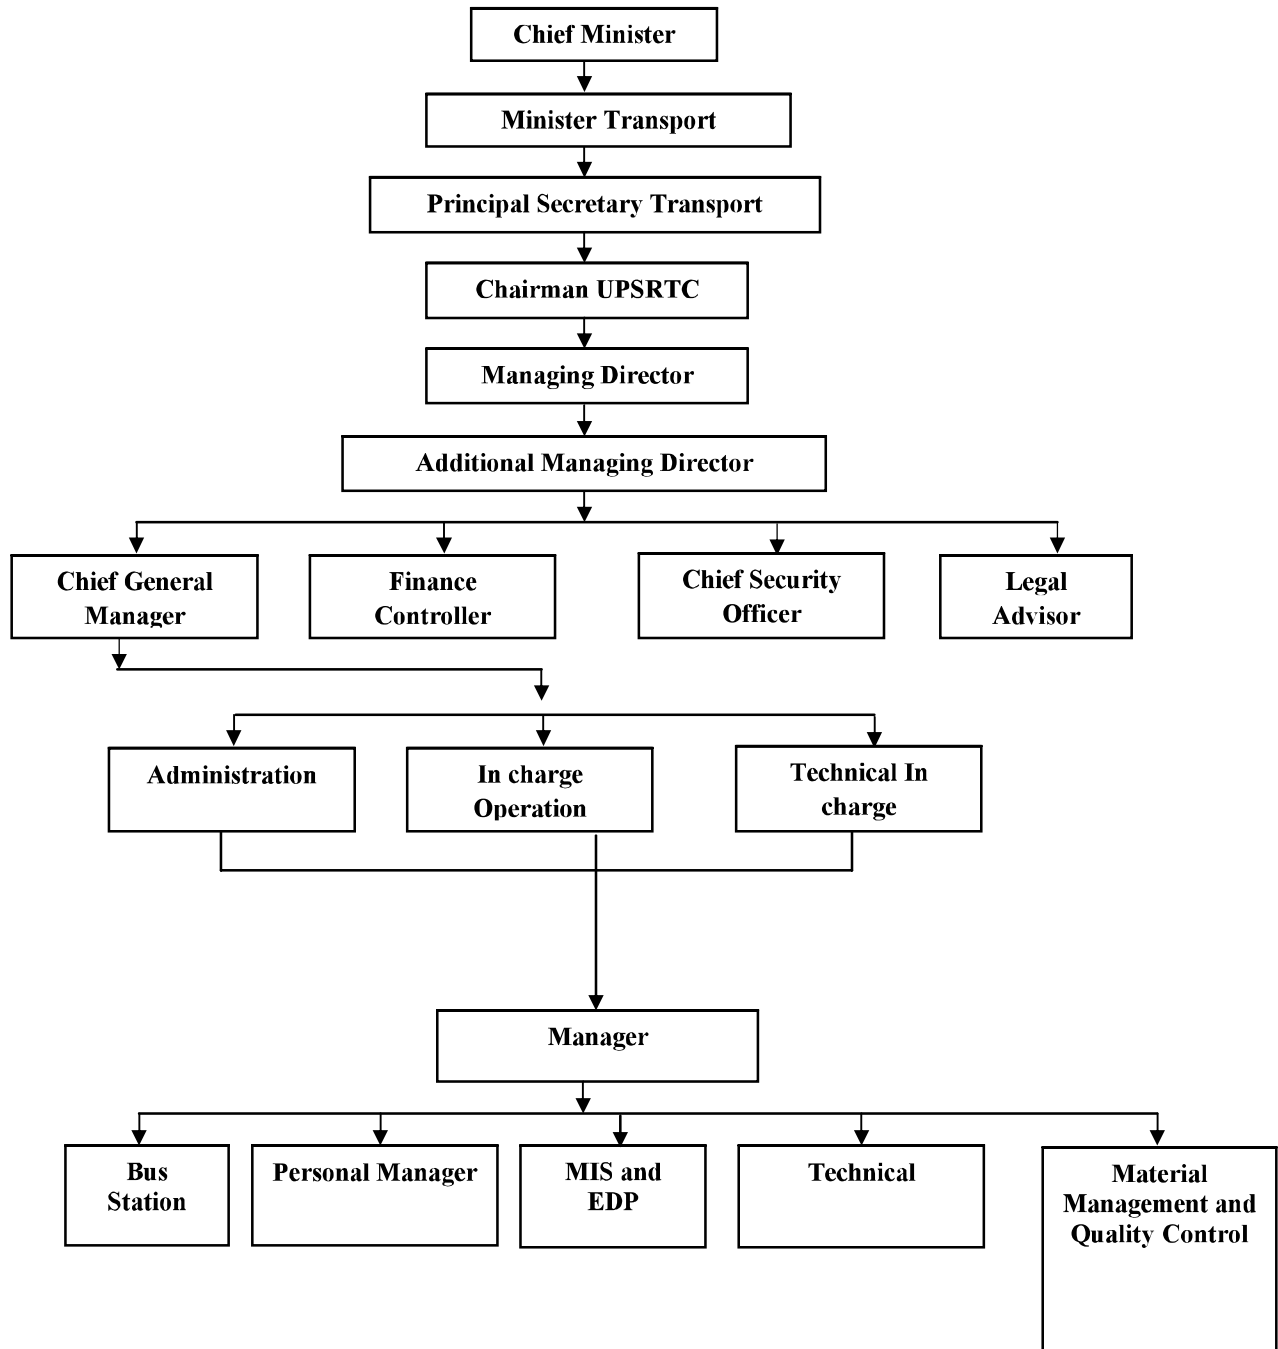 Chief Minister
Minister Transport
Principal Secretary Transport
Chairman UPSRTC
Managing Director
Additional Managing Director
Chief General
Manager
Finance
Controller
Chief Security
Officer
Legal
Advisor
Administration
In charge
Operation
Technical In
charge
Manager
Bus
Station
Personal Manager
MIS and
EDP
Technical
Material
Management and
Quality Control